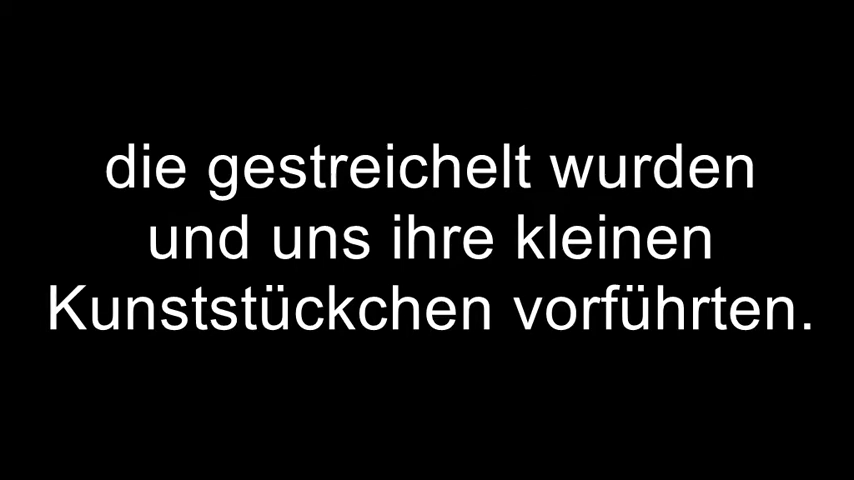 die gestreichelt wurden
und uns ihre kleinen
Kunststückchen vorführten.